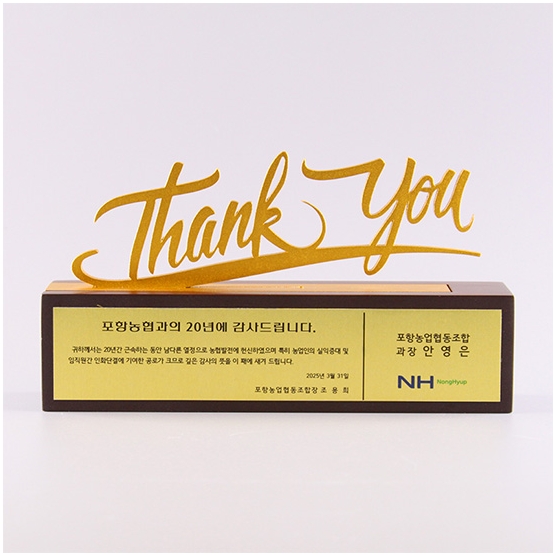 Thank You
포항농협과의 20년에 감사드립니다.
귀하께서는 20년간 근속하는 동안 남다른 열정으로 농협발전에 헌신하였으며 특히 농업인의 실익증대 및
임직원간 인화단결에 기여한 공로가 크므로 깊은 감사의 뜻을 이 패에 새겨 드립니다.
2025년 3월 31일
포항농업협동조합장 조 용 희
포항농업협동조합
과장 안 영 은
NH NongHyup